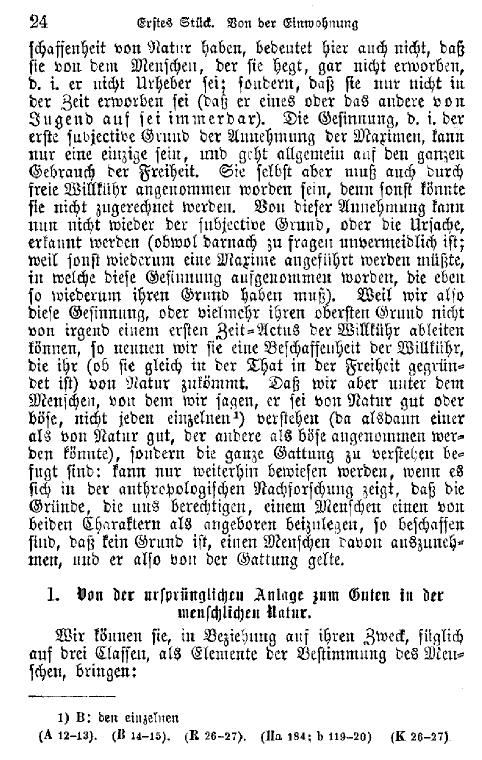 24 Erstes Stück. Von der Einwohnung
schaffenheit von Natur haben, bedeutet hier auch nicht, daß
sie von dem Menschen, der sie hegt, gar nicht erworben,
d. i. er nicht Urheber sei; sondern, daß sie nur nicht in
der Zeit erworben sei (daß er eines oder das andere von
Jugend auf sei immerdar). Die Gesinnung, d. i. der
erste subjective Grund der Annehmung der Maximen, kann
nur eine einzige sein, und geht allgemein auf den ganzen
Gebrauch der Freiheit. Sie selbst aber muß auch durch
freie Willkühr angenommen worden sein, denn sonst könnte
sie nicht zugerechnet werden. Von dieser Annehmung kann
nun nicht wieder der subjective Grund, oder die Ursache,
erkannt werden (obwol darnach zu fragen unvermeidlich ist;
weil sonst wiederum eine Maxime angeführt werden müßte,
in welche diese Gesinnung aufgenommen worden, die eben
so wiederum ihren Grund haben muß). Weil wir also
diese Gesinnung, oder vielmehr ihren obersten Grund nicht
von irgend einem ersten Zeit-Actus der Willkühr ableiten
können, so nennen wir sie eine Beschaffenheit der Willkühr,
die ihr (ob sie gleich in der That in der Freiheit gegrün-
det ist) von Natur zukömmt. Daß wir aber unter dem
Menschen, von dem wir sagen, er sei von Natur gut oder
böse, nicht jeden einzelnen¹) verstehen (da alsdann einer
als von Natur gut, der andere als böse angenommen wer-
den könnte), sondern die ganze Gattung zu verstehen be-
fugt sind: kann nur weiterhin bewiesen werden, wenn es
sich in der anthropologischen Nachforschung zeigt, daß die
Gründe, die uns berechtigen, einem Menschen einen von
beiden Charaktern als angeboren beizulegen, so beschaffen
sind, daß kein Grund ist, einen Menschen davon auszuneh-
men, und er also von der Gattung gelte.
1. Von der ursprünglichen Anlage zum Guten in der
menschlichen Natur.
Wir können sie, in Beziehung auf ihren Zweck, füglich
auf drei Classen, als Elemente der Bestimmung des Men-
schen, bringen:
1) B: den einzelnen
(A 12-13). (B 14-15). (R 26-27). (Ha 184; b 119-20) (K 26-27)